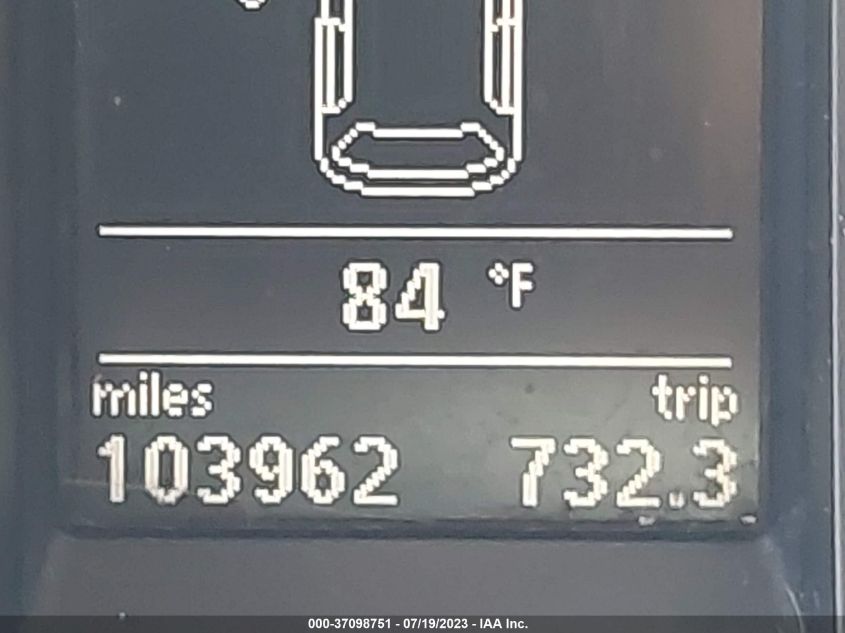 84 °F
miles trip
103962 732.3
000-37098751 - 07/19/2023 - IAA Inc.